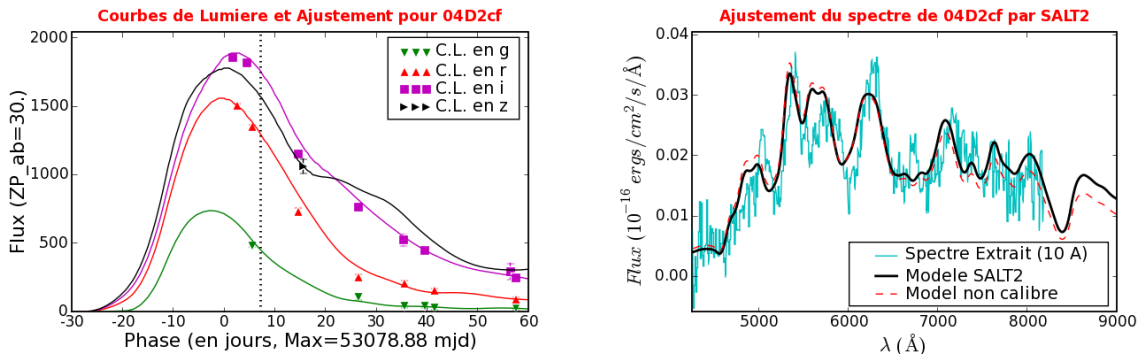 Courbes de Lumiere et Ajustement pour 04D2cf
2000
1500
1000
500
0
Flux (ZP_ab=30.)
C.L. en g
C.L. en r
C.L. en i
C.L. en z
-30 -20 -10 0 10 20 30 40 50 60
Phase (en jours, Max=53078.88 mjd)
Ajustement du spectre de 04D2cf par SALT2
0.04
0.03
0.02
0.01
0.00
Flux (10^{-16} ergs/cm^2/s/Å)
Spectre Extrait (10 A)
Modele SALT2
Model non calibre
5000 6000 7000 8000 9000
λ (Å)